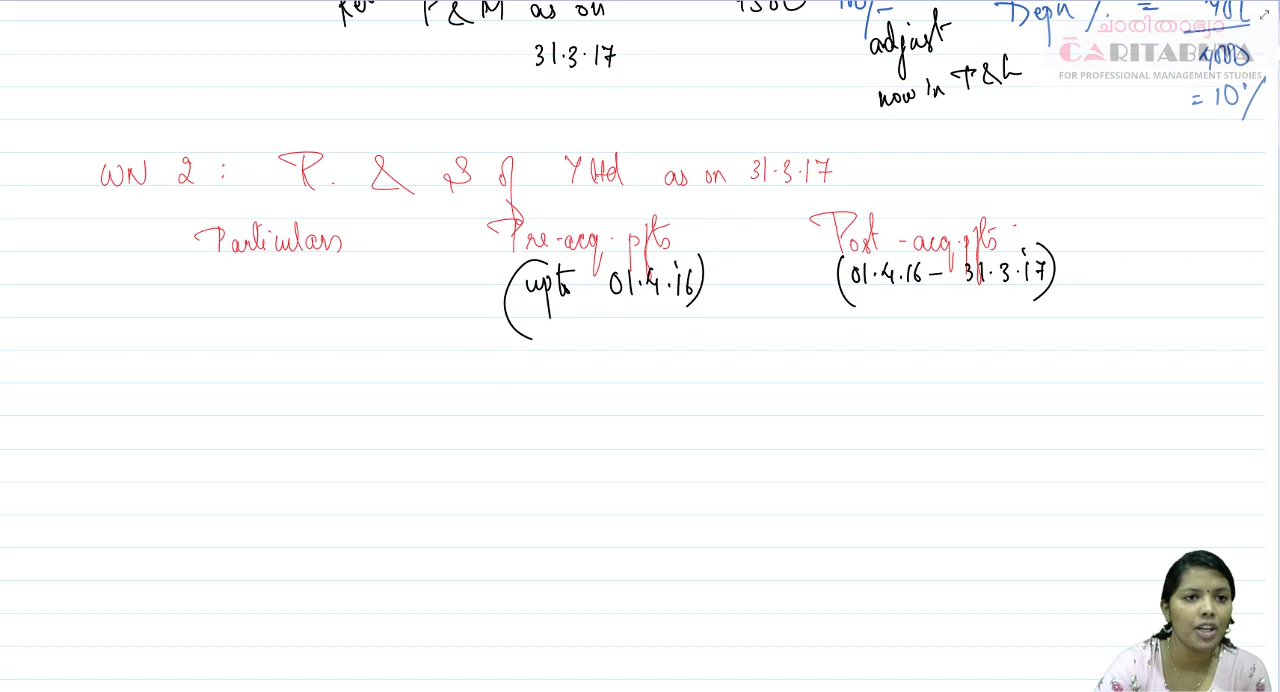 P & M as on
31.3.17
adjust
now in P & L
Depn
4000
= 10%
ചാരിതാര്ഥ്യാ
FOR PROFESSIONAL MANAGEMENT STUDIES
WN 2 : R. & S of Y ltd as on 31.3.17
Particulars Pre-acq. pfts Post-acq. pfts
(upto 01.4.16) (01.4.16 – 31.3.17)